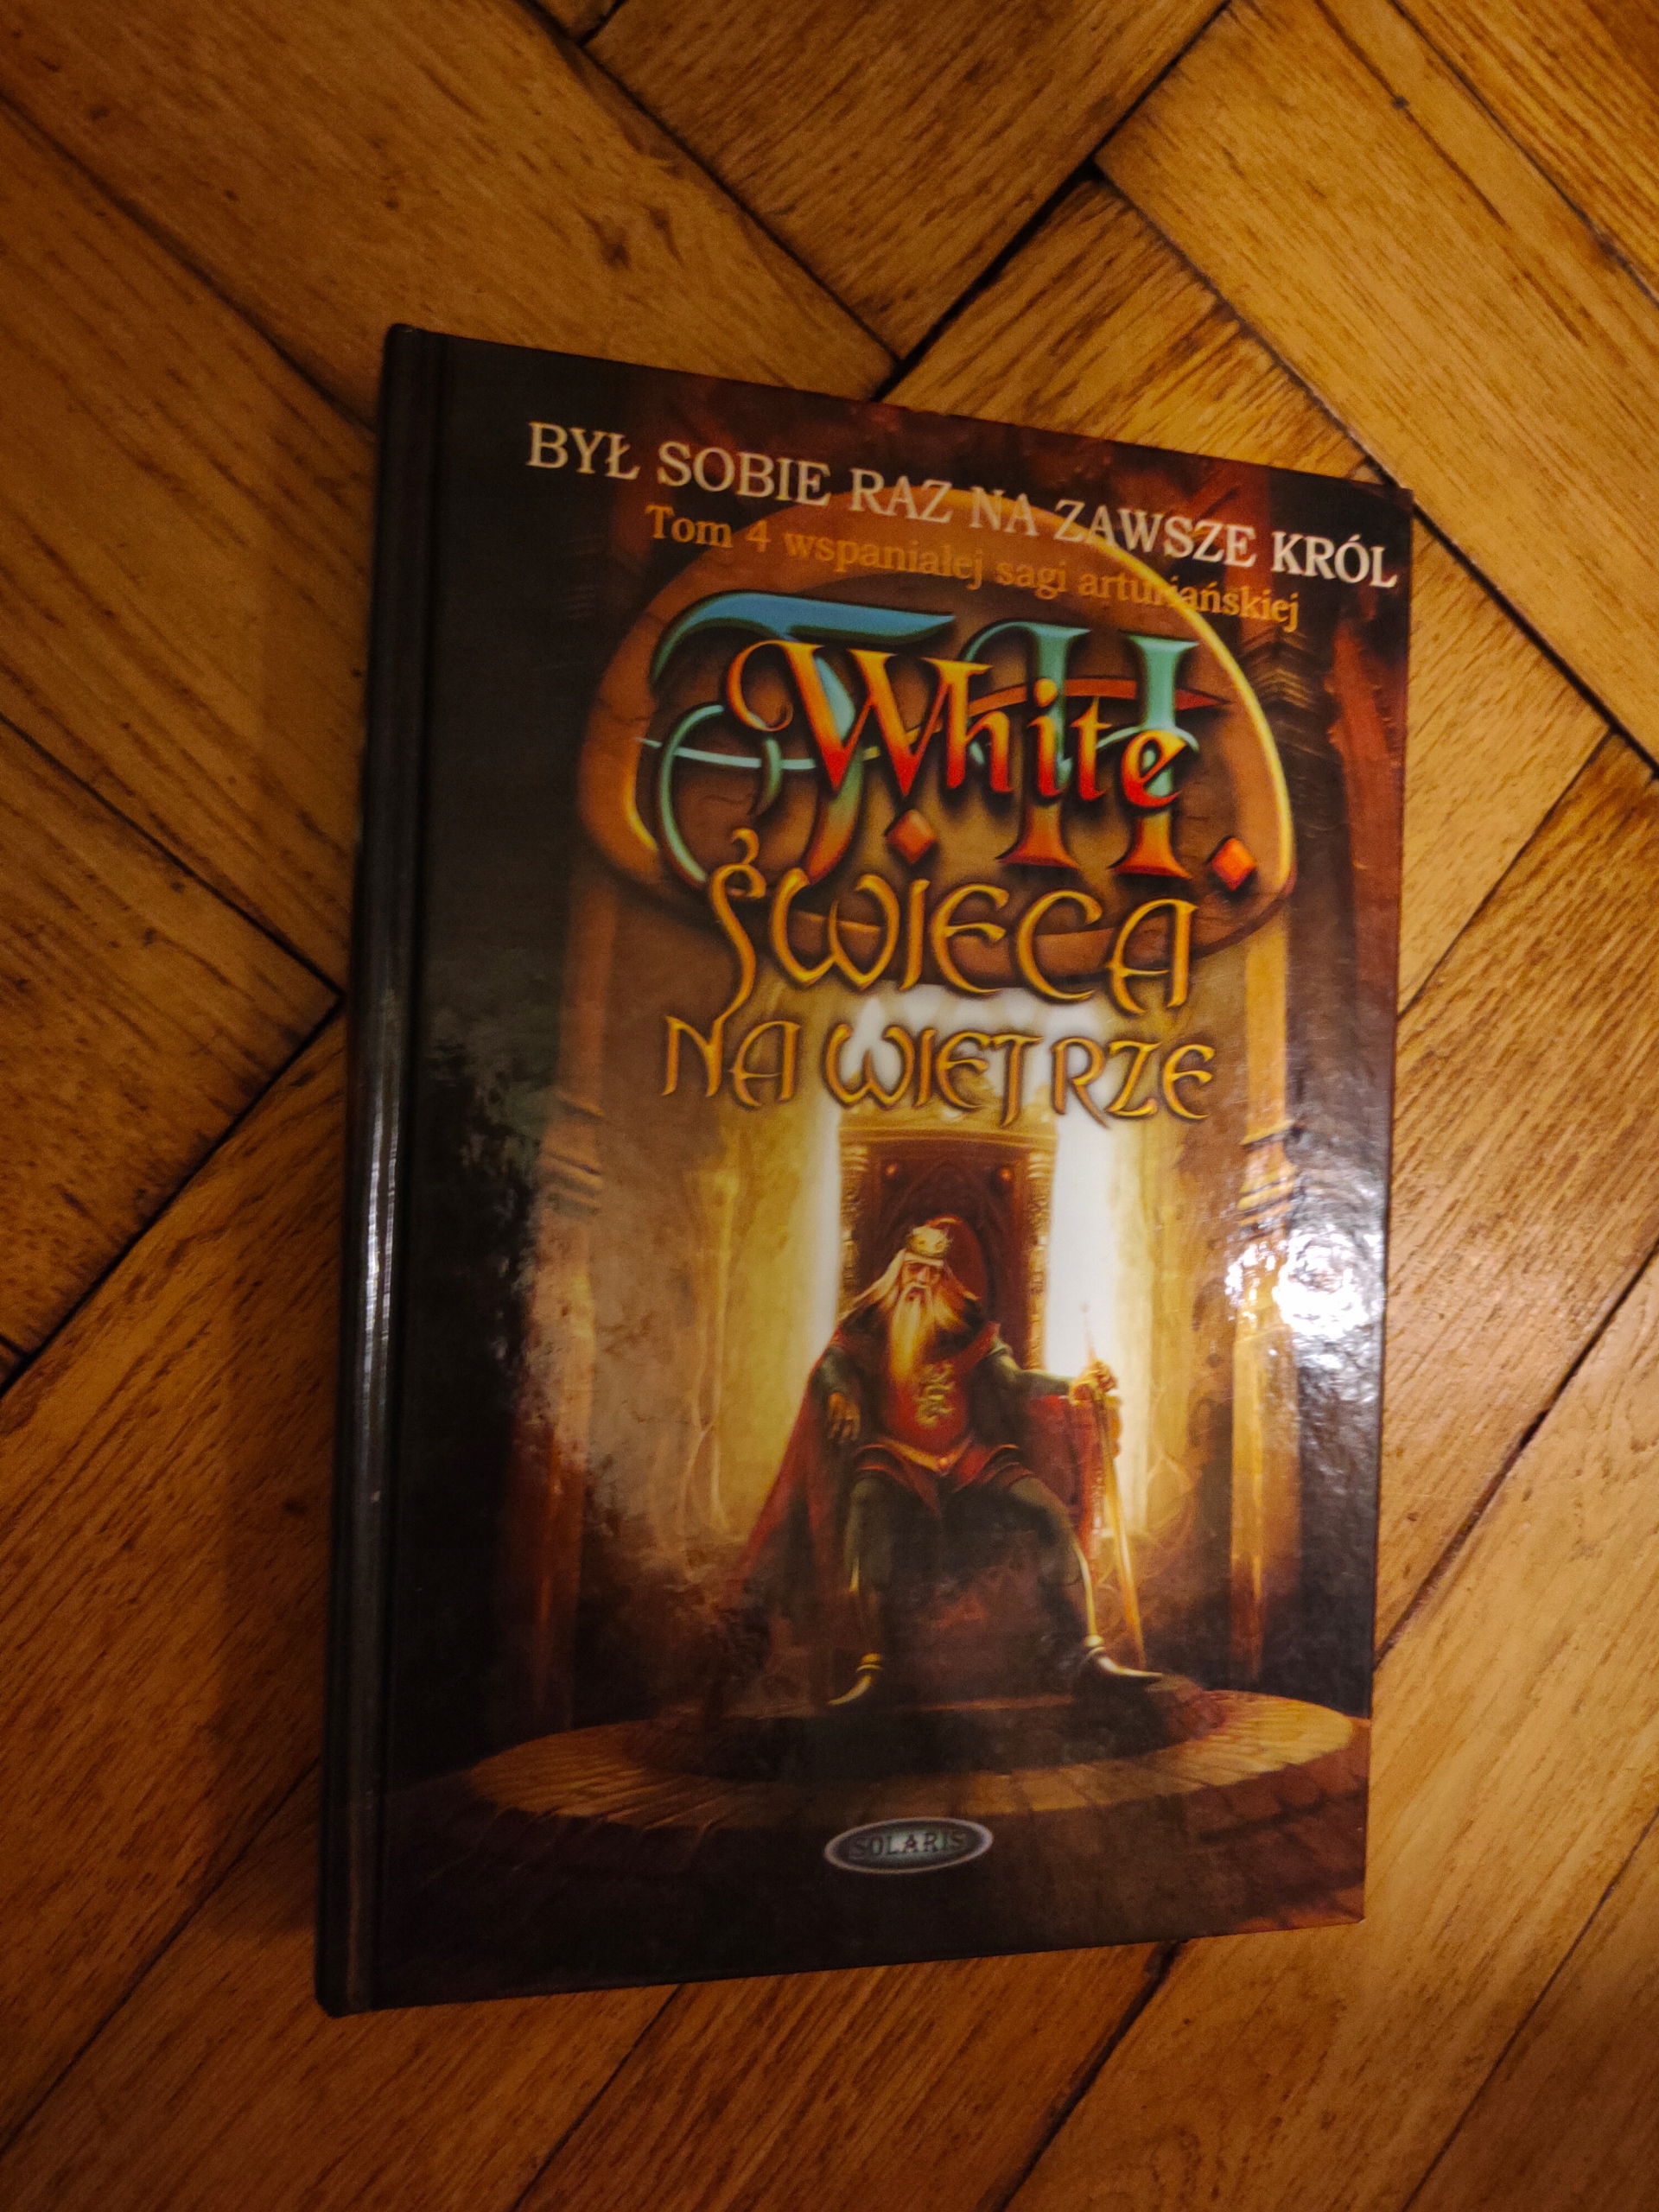 BYŁ SOBIE RAZ NA ZAWSZE KRÓL
Tom 4 wspaniałej sagi arturiańskiej
T.H. White
ŚWIECA
NA WIETRZE
SOLARIS